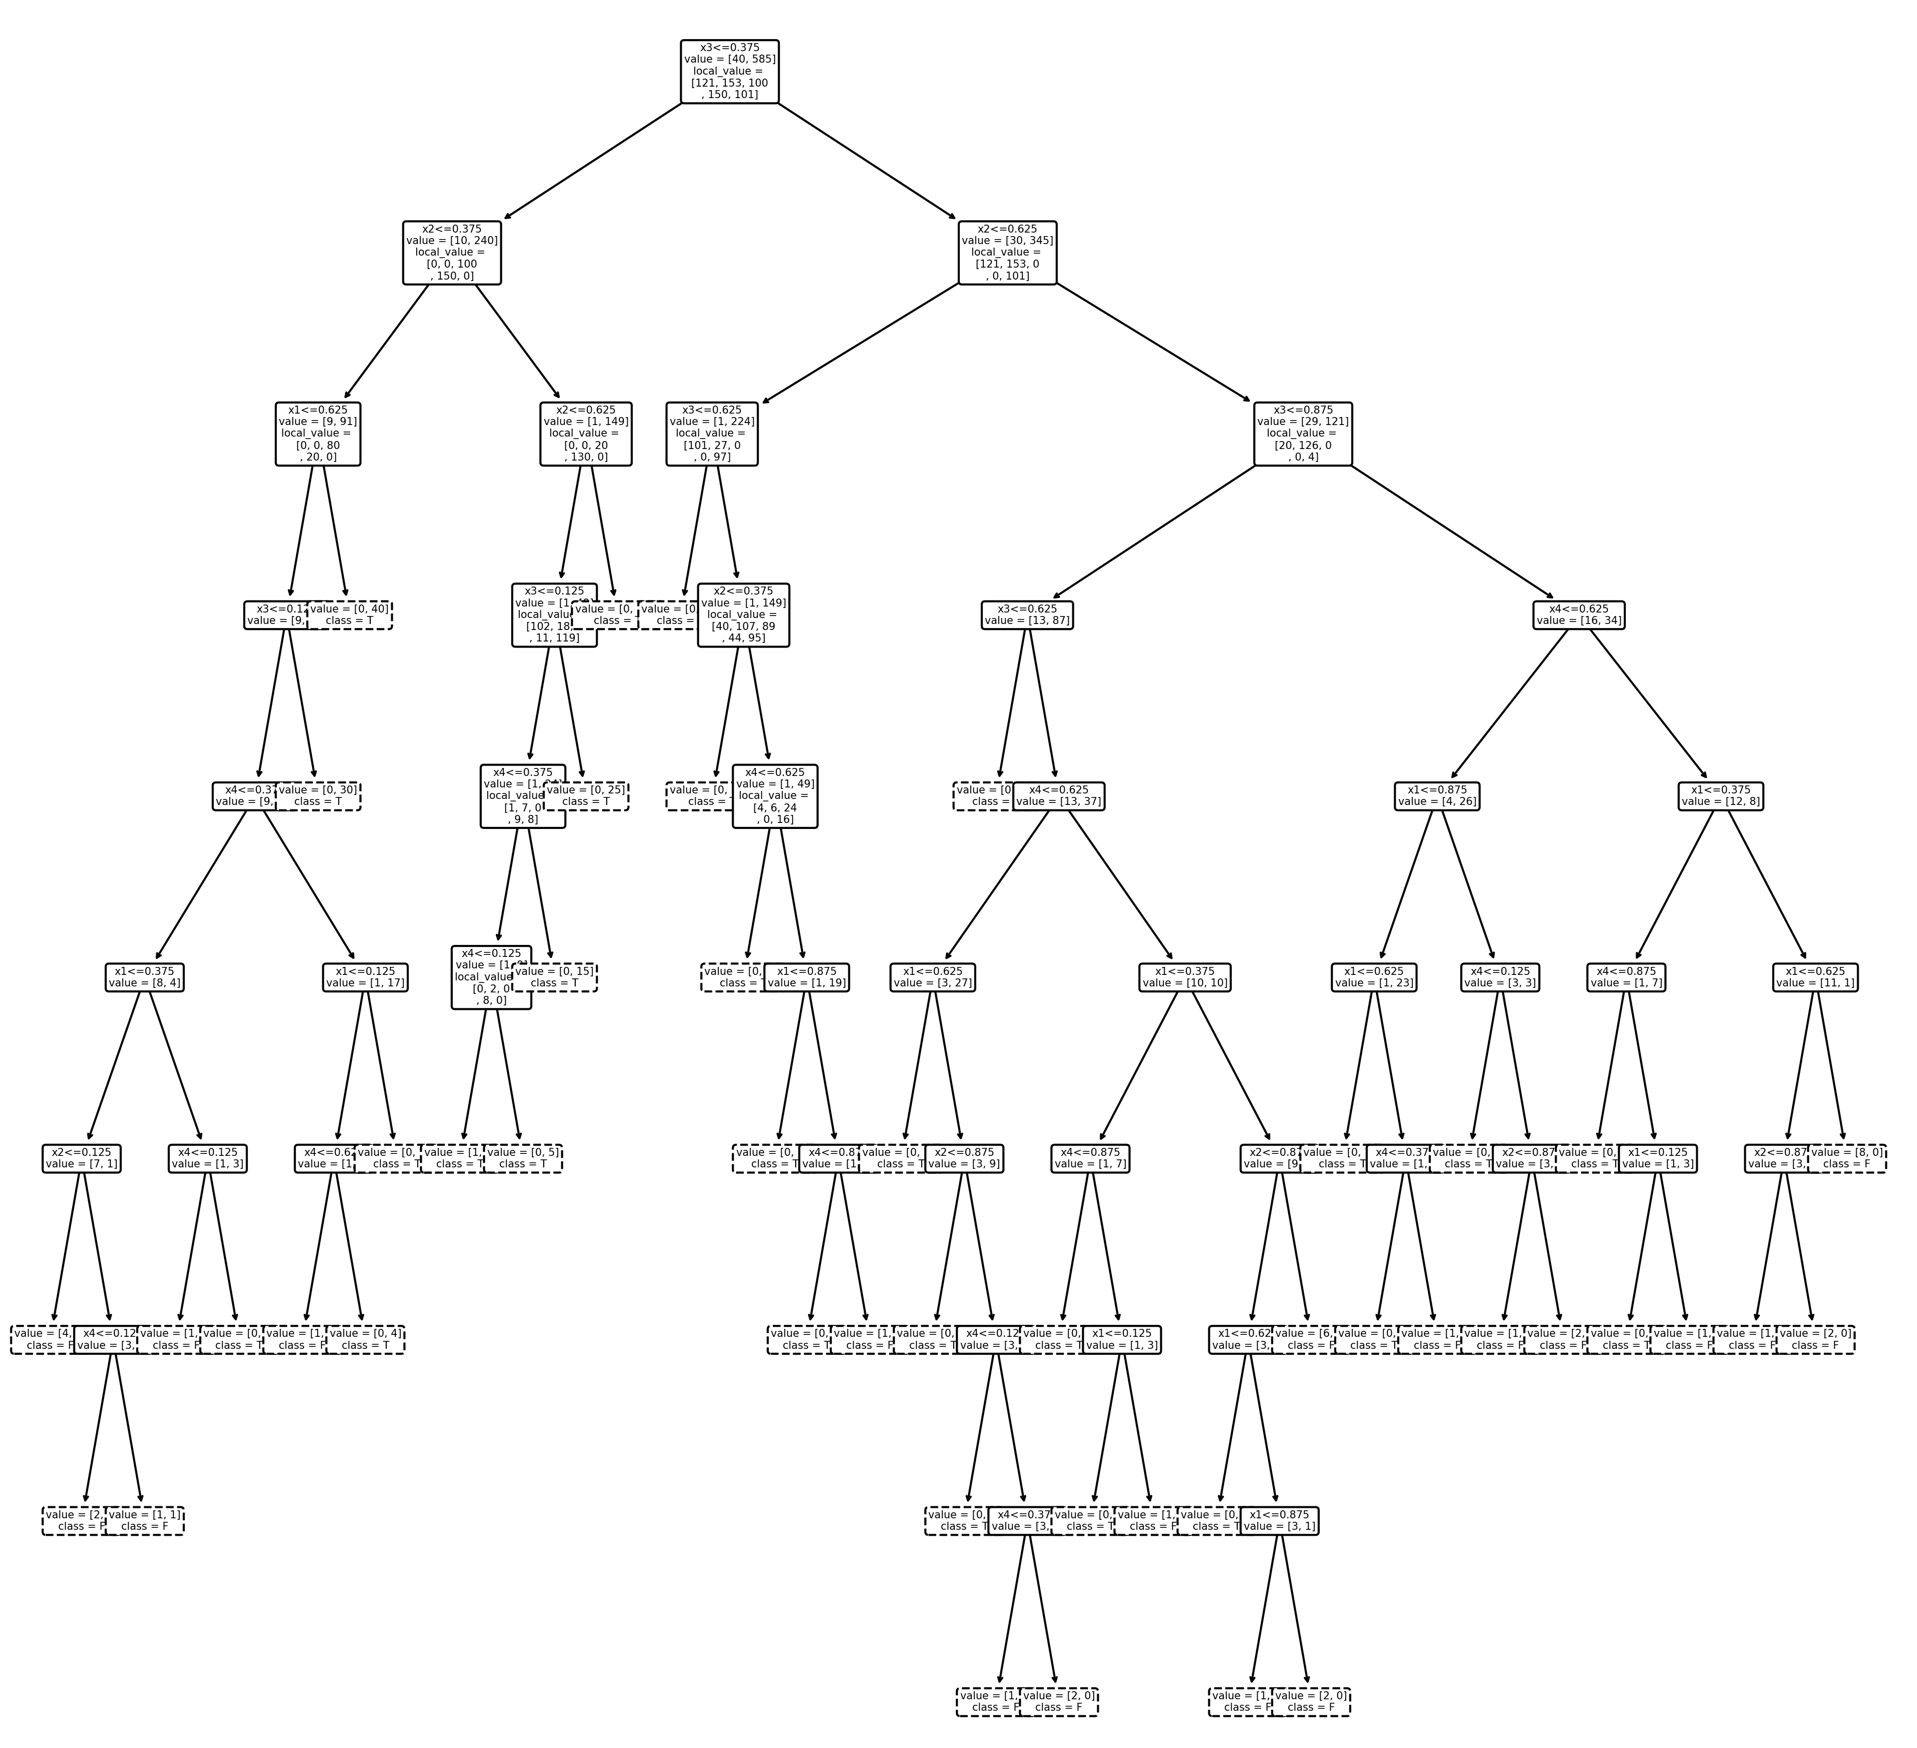 x3<=0.375
value = [40, 585]
local_value =
[121, 153, 100
, 150, 101]
x2<=0.375
value = [10, 240]
local_value =
[0, 0, 100
, 150, 0]
x2<=0.625
value = [30, 345]
local_value =
[121, 153, 0
, 0, 101]
x1<=0.625
value = [9, 91]
local_value =
[0, 0, 80
, 20, 0]
x2<=0.625
value = [1, 149]
local_value =
[0, 0, 20
, 130, 0]
x3<=0.625
value = [1, 224]
local_value =
[101, 27, 0
, 0, 97]
x3<=0.875
value = [29, 121]
local_value =
[20, 126, 0
, 0, 4]
value = [9,
value = [0, 40]
class = T
x3<=0.125
value = [1,
[102, 18,
, 11, 119]
value = [0,
class =
value = [0,
class =
x2<=0.375
value = [1, 149]
local_value =
[40, 107, 89
, 44, 95]
x3<=0.625
value = [13, 87]
x4<=0.625
value = [16, 34]
value = [9,
value = [0, 30]
class = T
x4<=0.375
value = [1,
local_value
[1, 7, 0
, 9, 8]
value = [0, 25]
class = T
value = [0,
class =
x4<=0.625
value = [1, 49]
local_value =
[4, 6, 24
, 0, 16]
value = [0
class =
x4<=0.625
value = [13, 37]
x1<=0.875
value = [4, 26]
x1<=0.375
value = [12, 8]
x1<=0.375
value = [8, 4]
x1<=0.125
value = [1, 17]
x4<=0.125
value = [1,
local_value
[0, 2, 0
, 8, 0]
value = [0, 15]
class = T
value = [0,
class =
x1<=0.875
value = [1, 19]
x1<=0.625
value = [3, 27]
x1<=0.375
value = [10, 10]
x1<=0.625
value = [1, 23]
x4<=0.125
value = [3, 3]
x4<=0.875
value = [1, 7]
x1<=0.625
value = [11, 1]
x2<=0.125
value = [7, 1]
x4<=0.125
value = [1, 3]
x4<=0.6
value = [1
value = [0,
class = T
value = [1,
class = T
value = [0, 5]
class = T
value = [0,
class = T
x4<=0.8
value = [1
value = [0,
class = T
x2<=0.875
value = [3, 9]
x4<=0.875
value = [1, 7]
x2<=0.8
value = [9
value = [0,
class = T
x4<=0.37
value = [1,
value = [0,
class = T
x2<=0.87
value = [3,
value = [0,
class = T
x1<=0.125
value = [1, 3]
x2<=0.87
value = [3,
value = [8, 0]
class = F
value = [4,
class = F
x4<=0.12
value = [3,
value = [1,
class = F
value = [0,
class = T
value = [1,
class = F
value = [0, 4]
class = T
value = [0,
class = T
value = [1,
class = F
value = [0,
class = T
x4<=0.12
value = [3,
value = [0,
class = T
x1<=0.125
value = [1, 3]
x1<=0.62
value = [3,
value = [6,
class = F
value = [0,
class = T
value = [1,
class = F
value = [1,
class = F
value = [2,
class = F
value = [0,
class = T
value = [1,
class = F
value = [1,
class = F
value = [2, 0]
class = F
value = [2,
class = F
value = [1, 1]
class = F
value = [0,
class = T
x4<=0.37
value = [3,
value = [0,
class = T
value = [1,
class = F
value = [0,
class = T
x1<=0.875
value = [3, 1]
value = [1,
class = F
value = [2, 0]
class = F
value = [1,
class = F
value = [2, 0]
class = F